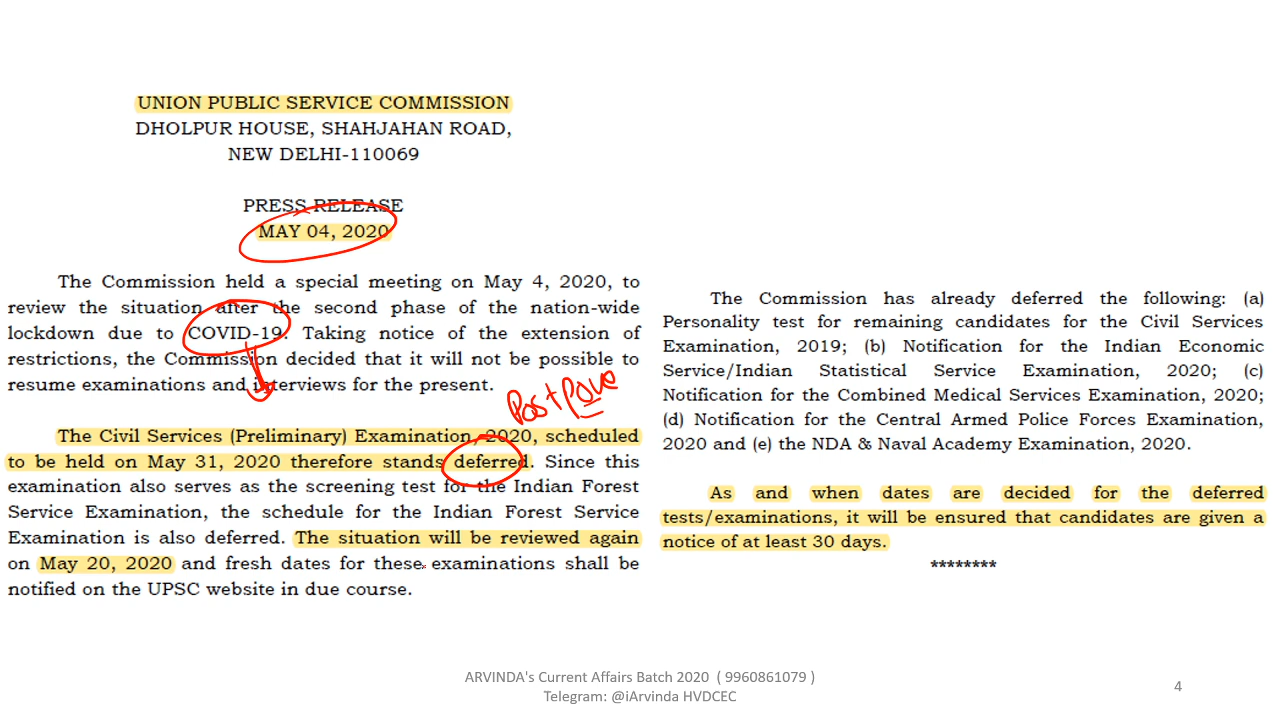 UNION PUBLIC SERVICE COMMISSION
DHOLPUR HOUSE, SHAHJAHAN ROAD,
NEW DELHI-110069
PRESS RELEASE
MAY 04, 2020
The Commission held a special meeting on May 4, 2020, to
review the situation after the second phase of the nation-wide
lockdown due to COVID-19. Taking notice of the extension of
restrictions, the Commission decided that it will not be possible to
resume examinations and interviews for the present.
PostPone
The Civil Services (Preliminary) Examination, 2020, scheduled
to be held on May 31, 2020 therefore stands deferred. Since this
examination also serves as the screening test for the Indian Forest
Service Examination, the schedule for the Indian Forest Service
Examination is also deferred. The situation will be reviewed again
on May 20, 2020 and fresh dates for these examinations shall be
notified on the UPSC website in due course.
The Commission has already deferred the following: (a)
Personality test for remaining candidates for the Civil Services
Examination, 2019; (b) Notification for the Indian Economic
Service/Indian Statistical Service Examination, 2020; (c)
Notification for the Combined Medical Services Examination, 2020;
(d) Notification for the Central Armed Police Forces Examination,
2020 and (e) the NDA & Naval Academy Examination, 2020.
As and when dates are decided for the deferred
tests/examinations, it will be ensured that candidates are given a
notice of at least 30 days.
********
ARVINDA's Current Affairs Batch 2020 ( 9960861079 )
Telegram: @iArvinda HVDCEC
4